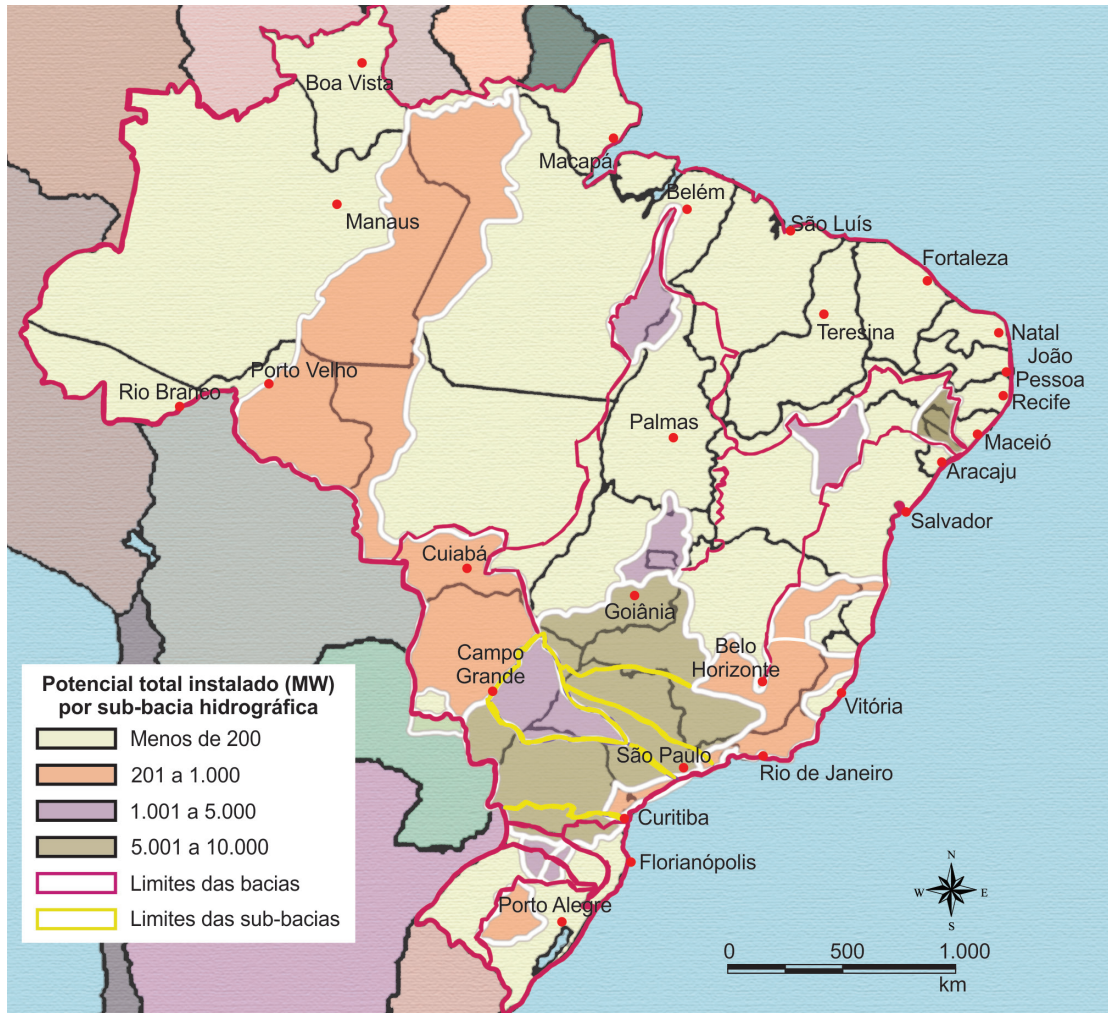 Boa Vista
Macapá
Belém
Manaus
São Luís
Fortaleza
Teresina
Natal
João
Pessoa
Porto Velho
Rio Branco
Recife
Palmas
Maceió
Aracaju
Salvador
Cuiabá
Goiânia
Campo
Grande
Belo
Horizonte
Vitória
São Paulo
Rio de Janeiro
Curitiba
Florianópolis
Porto Alegre
Potencial total instalado (MW)
por sub-bacia hidrográfica
Menos de 200
201 a 1.000
1.001 a 5.000
5.001 a 10.000
Limites das bacias
Limites das sub-bacias
N
W E
S
0 500 1.000
km